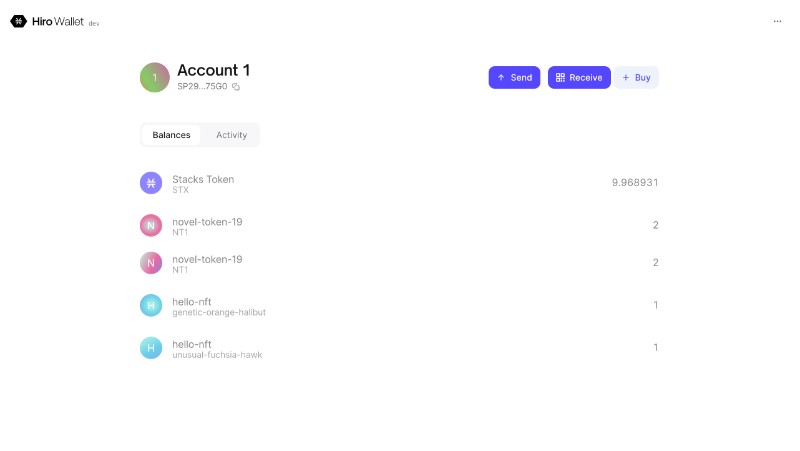 Hiro Wallet dev
1
Account 1
SP29...75G0
Send
Receive
+ Buy
Balances
Activity
Stacks Token
STX
9.968931
N
novel-token-19
NT1
2
N
novel-token-19
NT1
2
H
hello-nft
genetic-orange-halibut
1
H
hello-nft
unusual-fuchsia-hawk
1